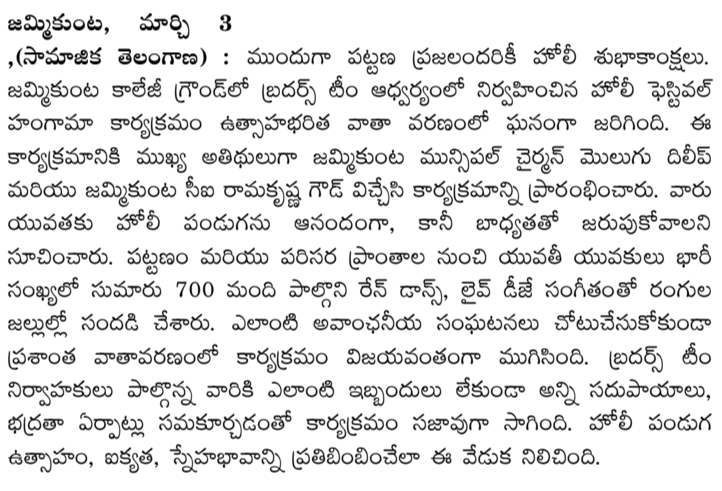 జమ్మికుంట, మార్చి 3
,(సామాజిక తెలంగాణ) : ముందుగా పట్టణ ప్రజలందరికీ హోలీ శుభాకాంక్షలు.
జమ్మికుంట కాలేజీ గ్రౌండ్‌లో బ్రదర్స్ టీం ఆధ్వర్యంలో నిర్వహించిన హోలీ ఫెస్టివల్
హంగామా కార్యక్రమం ఉత్సాహభరిత వాతా వరణంలో ఘనంగా జరిగింది. ఈ
కార్యక్రమానికి ముఖ్య అతిథులుగా జమ్మికుంట మున్సిపల్ చైర్మన్ మొలుగు దిలీప్
మరియు జమ్మికుంట సీఐ రామకృష్ణ గౌడ్ విచ్చేసి కార్యక్రమాన్ని ప్రారంభించారు. వారు
యువతకు హోలీ పండుగను ఆనందంగా, కానీ బాధ్యతతో జరుపుకోవాలని
సూచించారు. పట్టణం మరియు పరిసర ప్రాంతాల నుంచి యువతీ యువకులు భారీ
సంఖ్యలో సుమారు 700 మంది పాల్గొని రేన్ డాన్స్, లైవ్ డీజే సంగీతంతో రంగుల
జల్లుల్లో సందడి చేశారు. ఎలాంటి అవాంఛనీయ సంఘటనలు చోటుచేసుకోకుండా
ప్రశాంత వాతావరణంలో కార్యక్రమం విజయవంతంగా ముగిసింది. బ్రదర్స్ టీం
నిర్వాహకులు పాల్గొన్న వారికి ఎలాంటి ఇబ్బందులు లేకుండా అన్ని సదుపాయాలు,
భద్రతా ఏర్పాట్లు సమకూర్చడంతో కార్యక్రమం సజావుగా సాగింది. హోలీ పండుగ
ఉత్సాహం, ఐక్యత, స్నేహభావాన్ని ప్రతిబింబించేలా ఈ వేడుక నిలిచింది.